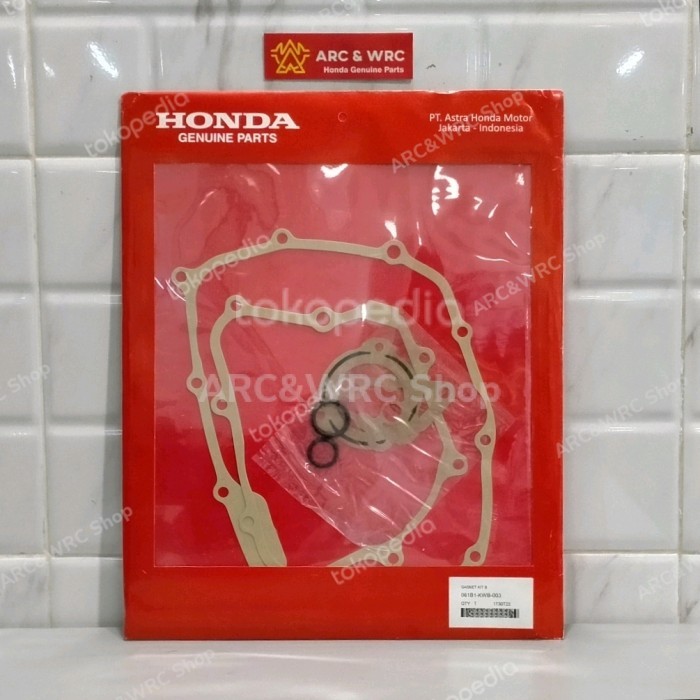 ARC & WRC
Honda Genuine Parts
HONDA
GENUINE PARTS
PT. Astra Honda Motor
Jakarta - Indonesia
tokopedia
ARC&WRC Shop
GASKET KIT B
QTY : 1